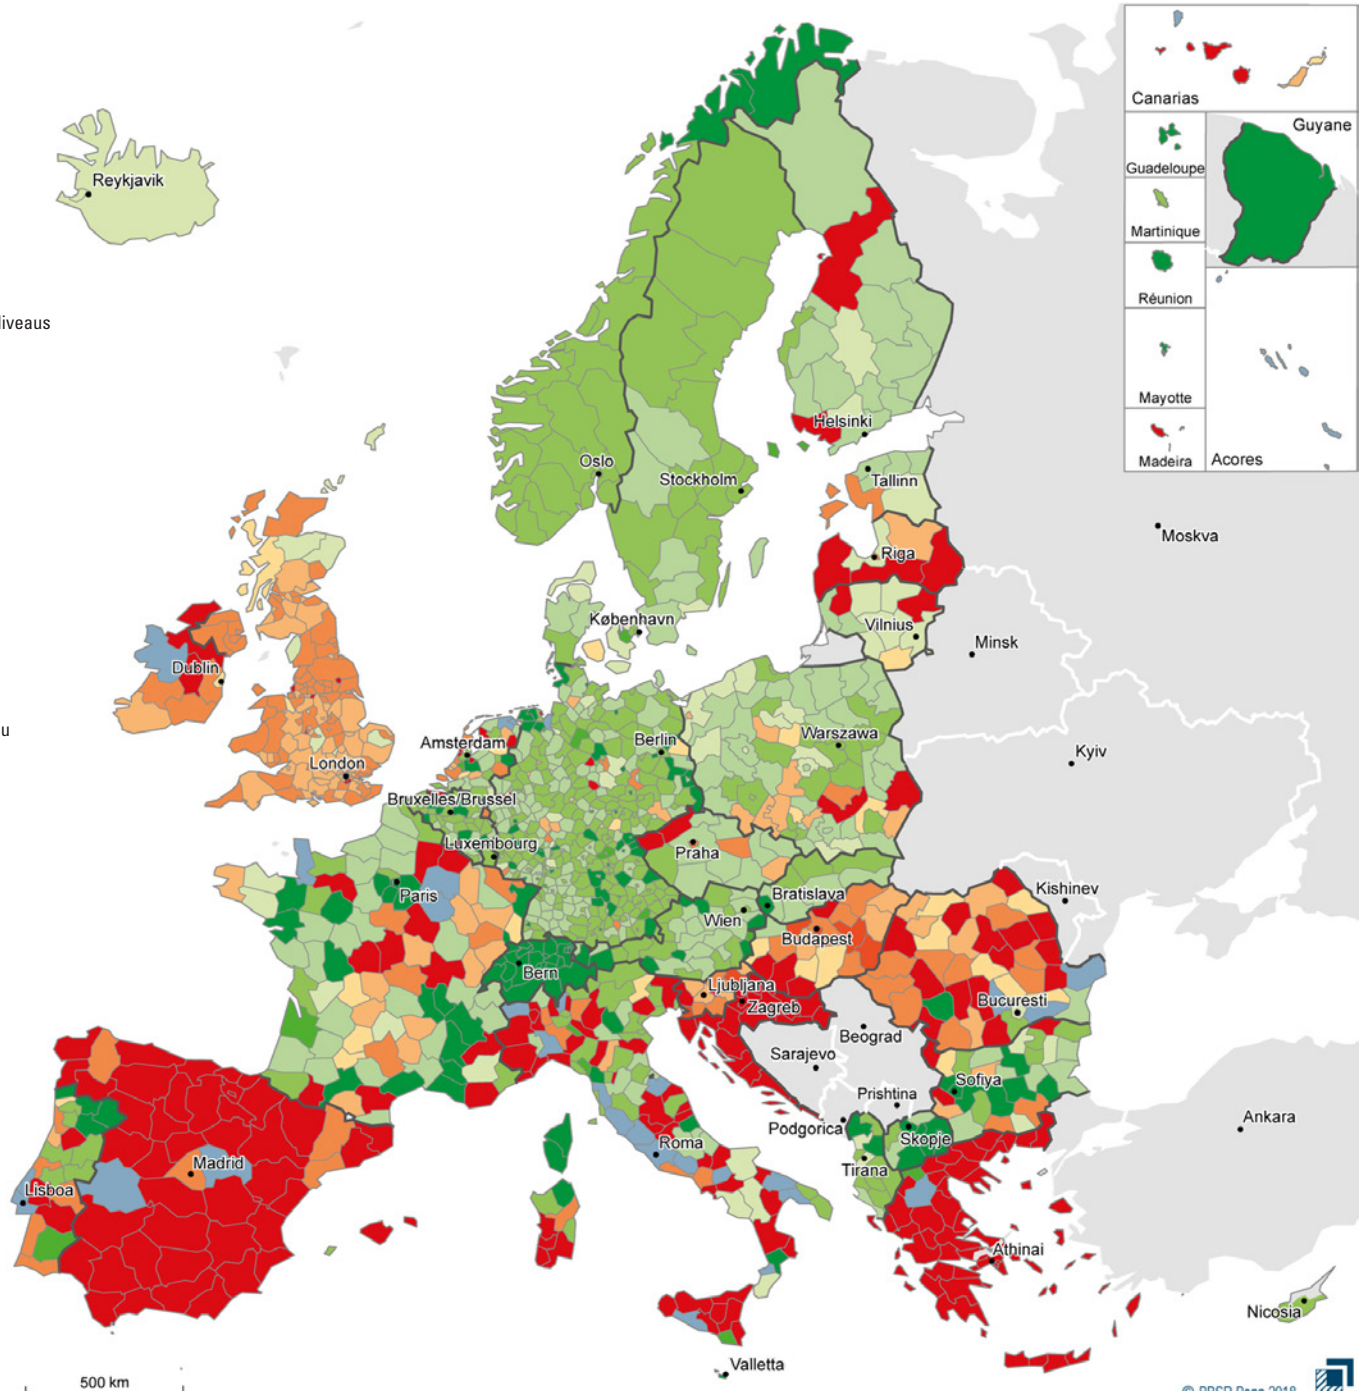 Canarias
Guyane
Guadeloupe
Martinique
Réunion
Mayotte
Madeira
Acores
Reykjavik
Helsinki
Oslo
Stockholm
Tallinn
Riga
Moskva
København
Vilnius
Minsk
Dublin
Amsterdam
Berlin
Warszawa
Kyiv
London
Bruxelles/Brussel
Luxembourg
Praha
Paris
Wien
Bratislava
Kishinev
Budapest
Bern
Ljubljana
Zagreb
Bucuresti
Beograd
Sarajevo
Sofiya
Prishtina
Podgorica
Skopje
Ankara
Roma
Tirana
Madrid
Lisboa
Athinai
Nicosia
Valletta
500 km